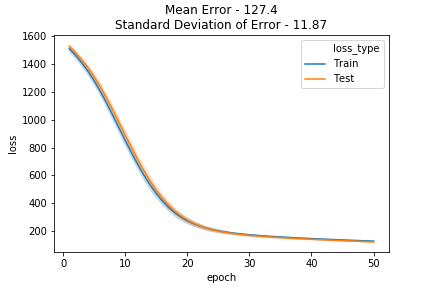 Mean Error - 127.4
Standard Deviation of Error - 11.87
1600
1400
1200
1000
800
600
400
200
loss
loss_type
Train
Test
0 10 20 30 40 50
epoch